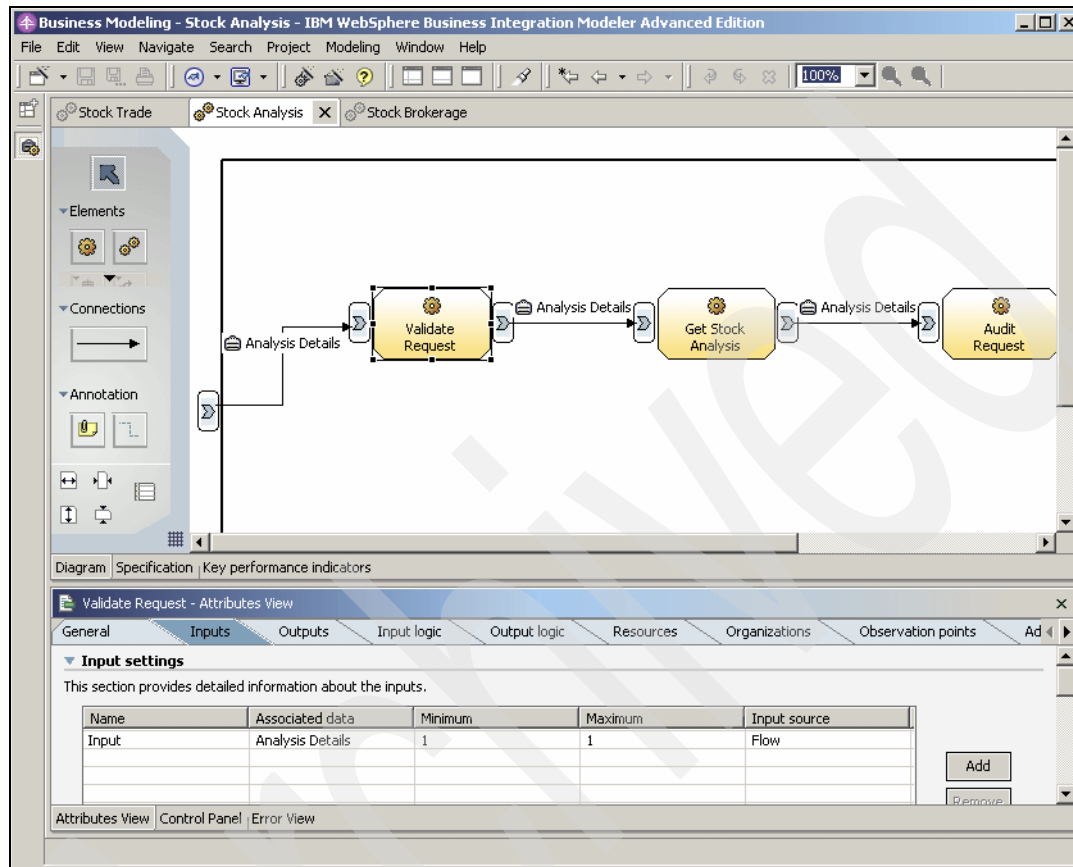 Business Modeling - Stock Analysis - IBM WebSphere Business Integration Modeler Advanced Edition
File Edit View Navigate Search Project Modeling Window Help
100%
Stock Trade Stock Analysis X Stock Brokerage
Elements
Connections
Annotation
Analysis Details
Validate Request
Analysis Details
Get Stock Analysis
Analysis Details
Audit Request
Diagram Specification Key performance indicators
Validate Request - Attributes View
General Inputs Outputs Input logic Output logic Resources Organizations Observation points Ad
Input settings
This section provides detailed information about the inputs.
Name Associated data Minimum Maximum Input source
Input Analysis Details 1 1 Flow
Add
Remove
Attributes View Control Panel Error View